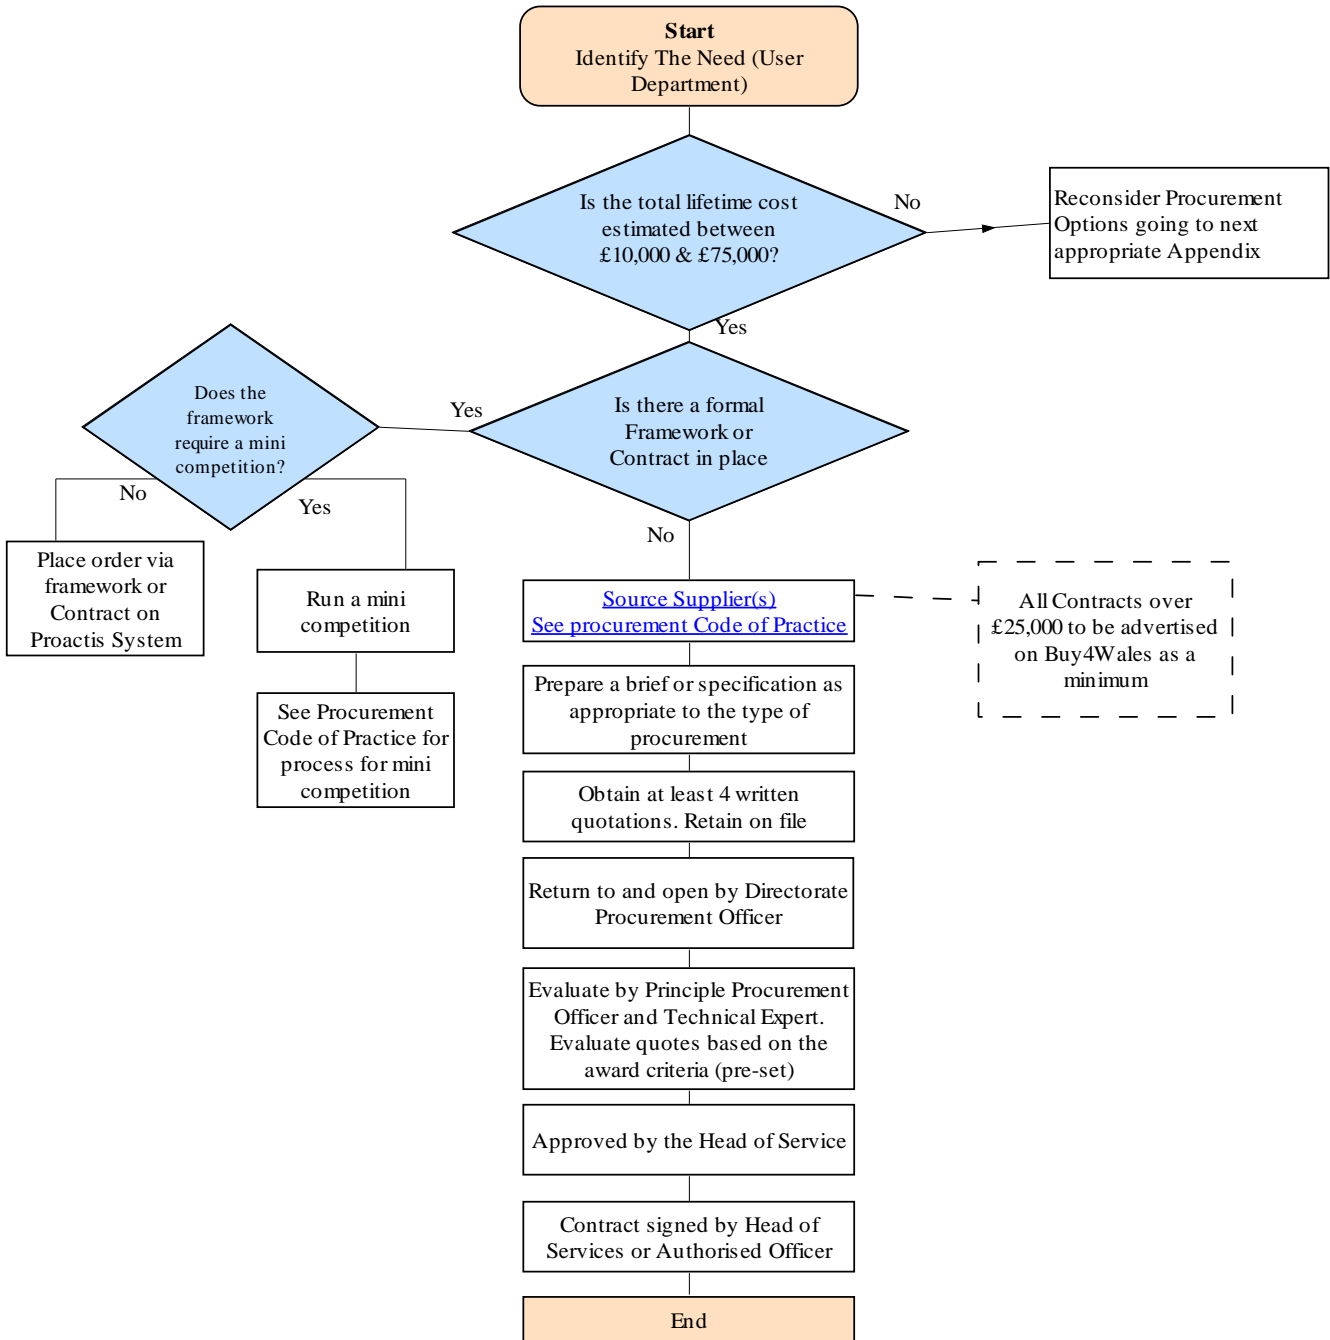 Start
Identify The Need (User
Department)
Is the total lifetime cost
estimated between
£10,000 & £75,000?
No
Reconsider Procurement
Options going to next
appropriate Appendix
Yes
Is there a formal
Framework or
Contract in place
Yes
Does the
framework
require a mini
competition?
No
Yes
Place order via
framework or
Contract on
Proactis System
Run a mini
competition
See Procurement
Code of Practice for
process for mini
competition
No
Source Supplier(s)
See procurement Code of Practice
All Contracts over
£25,000 to be advertised
on Buy4Wales as a
minimum
Prepare a brief or specification as
appropriate to the type of
procurement
Obtain at least 4 written
quotations. Retain on file
Return to and open by Directorate
Procurement Officer
Evaluate by Principle Procurement
Officer and Technical Expert.
Evaluate quotes based on the
award criteria (pre-set)
Approved by the Head of Service
Contract signed by Head of
Services or Authorised Officer
End